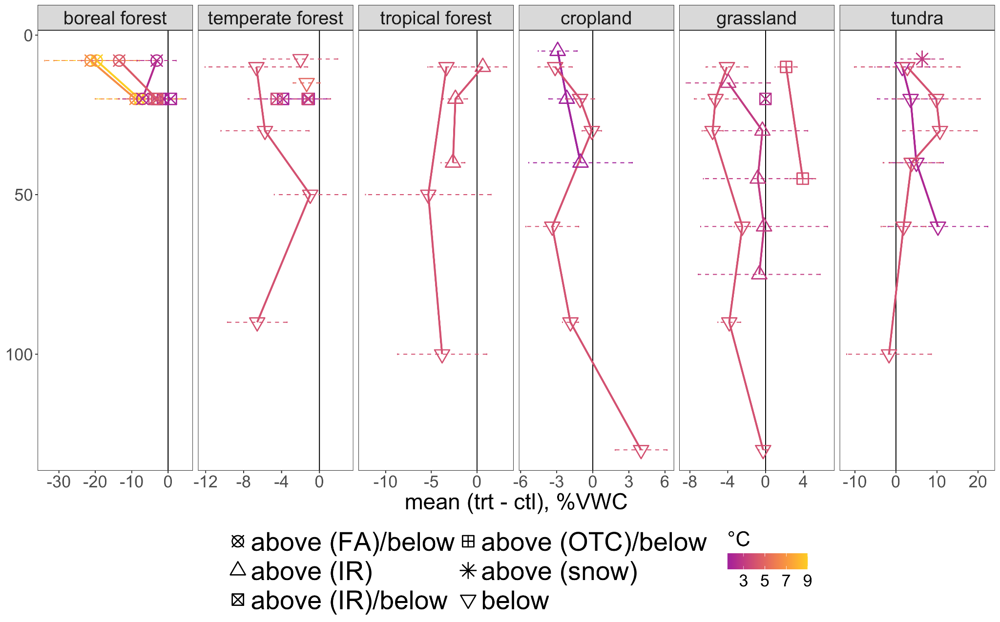 boreal forest temperate forest tropical forest cropland grassland tundra
0
50
100
-30 -20 -10 0 -12 -8 -4 0 -10 -5 0 -6 -3 0 3 6 -8 -4 0 4 -10 0 10 20
mean (trt - ctl), %VWC
above (FA)/below above (OTC)/below °C
above (IR) above (snow)
3 5 7 9
above (IR)/below below